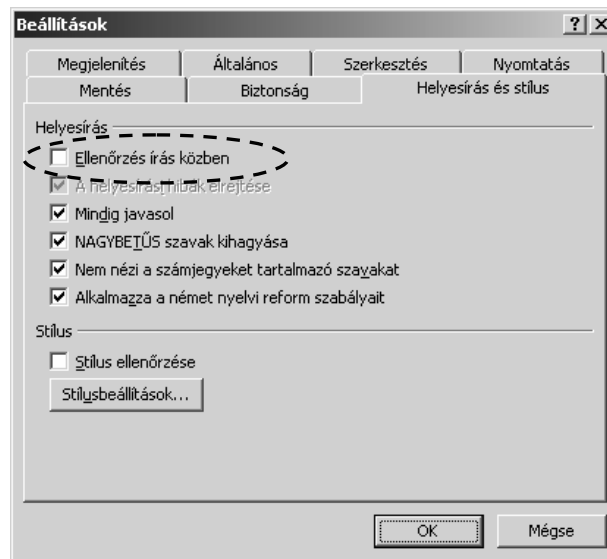 Beállítások
Megjelenítés Általános Szerkesztés Nyomtatás
Mentés Biztonság Helyesírás és stílus
Helyesírás
Ellenőrzés írás közben
A helyesírási hibák elrejtése
Mindig javasol
NAGYBETŰS szavak kihagyása
Nem nézi a számjegyeket tartalmazó szavakat
Alkalmazza a német nyelvi reform szabályait
Stílus
Stílus ellenőrzése
Stílusbeállítások...
OK Mégse